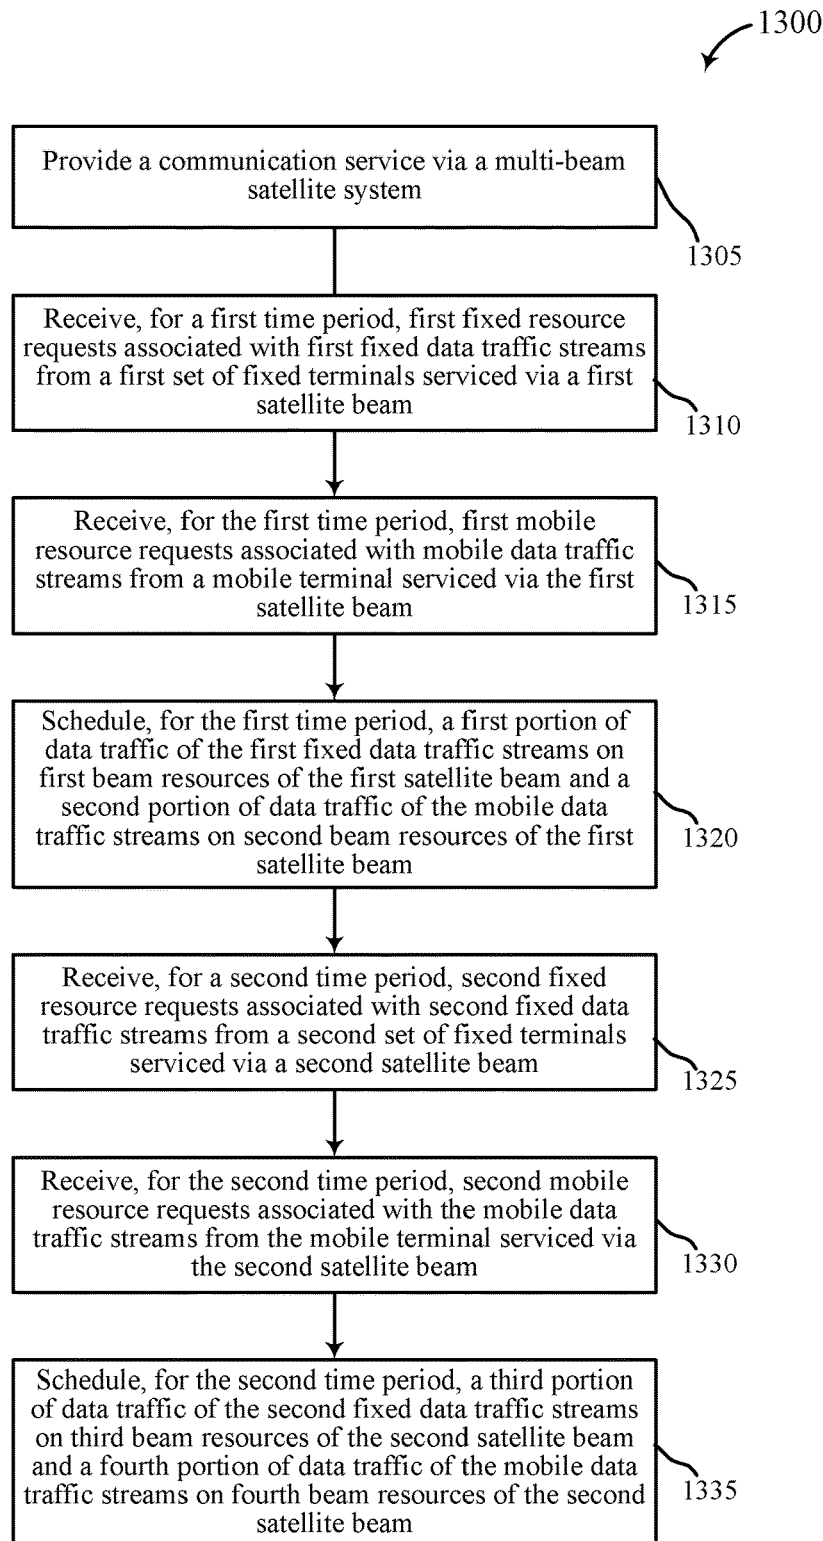 1300
Provide a communication service via a multi-beam
satellite system
1305
Receive, for a first time period, first fixed resource
requests associated with first fixed data traffic streams
from a first set of fixed terminals serviced via a first
satellite beam
1310
Receive, for the first time period, first mobile
resource requests associated with mobile data traffic
streams from a mobile terminal serviced via the first
satellite beam
1315
Schedule, for the first time period, a first portion of
data traffic of the first fixed data traffic streams on
first beam resources of the first satellite beam and a
second portion of data traffic of the mobile data
traffic streams on second beam resources of the first
satellite beam
1320
Receive, for a second time period, second fixed
resource requests associated with second fixed data
traffic streams from a second set of fixed terminals
serviced via a second satellite beam
1325
Receive, for the second time period, second mobile
resource requests associated with the mobile data
traffic streams from the mobile terminal serviced via
the second satellite beam
1330
Schedule, for the second time period, a third portion
of data traffic of the second fixed data traffic streams
on third beam resources of the second satellite beam
and a fourth portion of data traffic of the mobile data
traffic streams on fourth beam resources of the second
satellite beam
1335